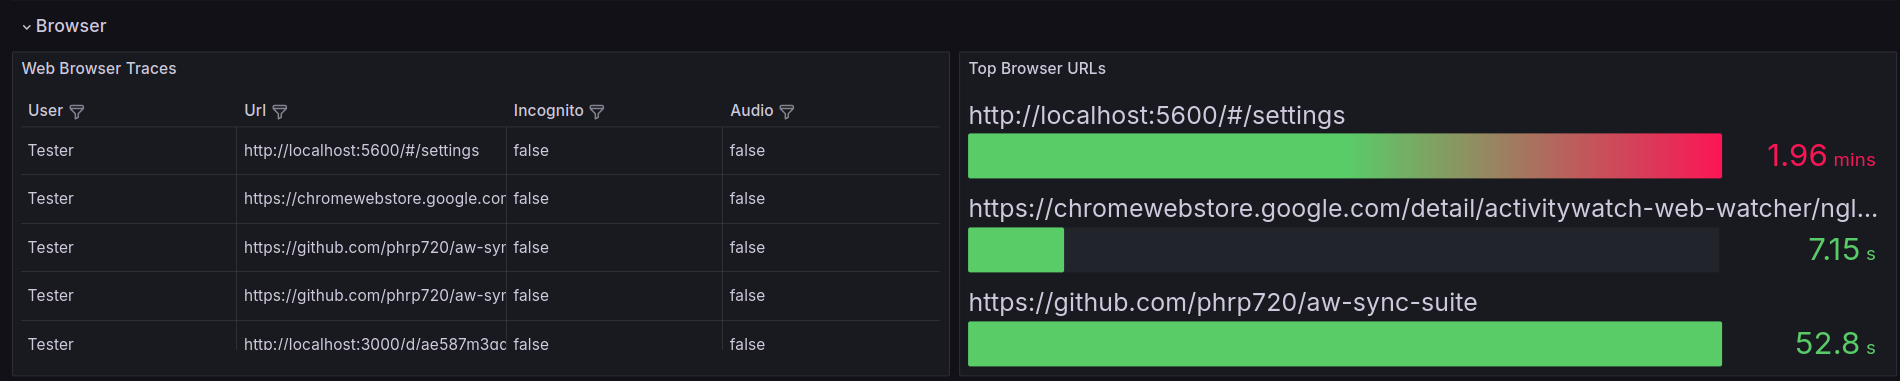 Browser
Web Browser Traces
User Url Incognito Audio
Tester http://localhost:5600/#/settings false false
Tester https://chromewebstore.google.com false false
Tester https://github.com/phrp720/aw-syn false false
Tester https://github.com/phrp720/aw-syn false false
Tester http://localhost:3000/d/ae587m3qc false false
Top Browser URLs
http://localhost:5600/#/settings
1.96 mins
https://chromewebstore.google.com/detail/activitywatch-web-watcher/ngl...
7.15 s
https://github.com/phrp720/aw-sync-suite
52.8 s